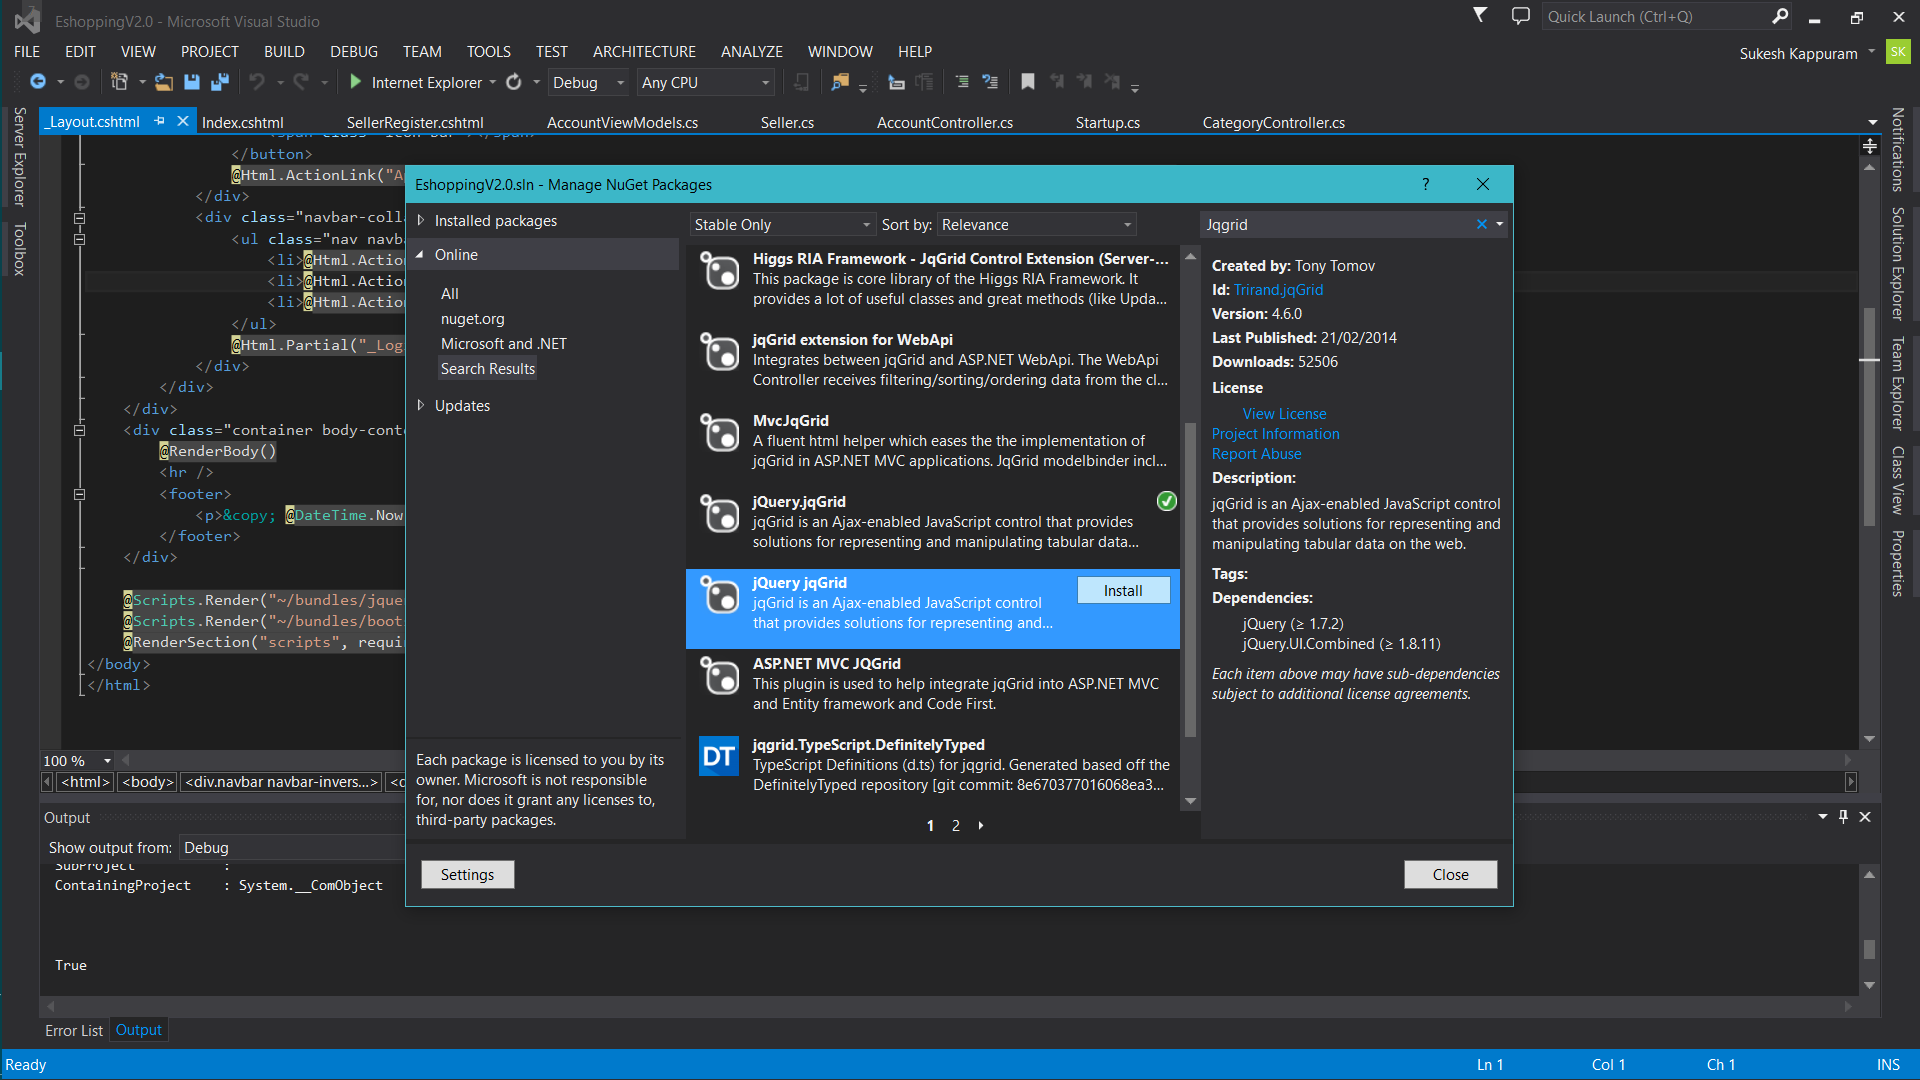 EshoppingV2.0 - Microsoft Visual Studio
Quick Launch (Ctrl+Q)
FILE EDIT VIEW PROJECT BUILD DEBUG TEAM TOOLS TEST ARCHITECTURE ANALYZE WINDOW HELP
Sukesh Kappuram SK
Internet Explorer Debug Any CPU
_Layout.cshtml Index.cshtml SellerRegister.cshtml AccountViewModels.cs Seller.cs AccountController.cs Startup.cs CategoryController.cs
Server Explorer
Toolbox
Notifications
Solution Explorer
Team Explorer
Class View
Properties
</button>
@Html.ActionLink("A
</div>
<div class="navbar-coll
<ul class="nav navba
<li>@Html.Action
<li>@Html.Action
<li>@Html.Action
</ul>
@Html.Partial("_Log
</div>
</div>
</div>
<div class="container body-conte
@RenderBody()
<hr />
<footer>
<p>&copy; @DateTime.Now
</footer>
</div>
@Scripts.Render("~/bundles/jque
@Scripts.Render("~/bundles/boot
@RenderSection("scripts", requi
</body>
</html>
100 %
<html> <body> <div.navbar navbar-invers...> <d
EshoppingV2.0.sln - Manage NuGet Packages
?
Installed packages
Online
All
nuget.org
Microsoft and .NET
Search Results
Updates
Each package is licensed to you by its
owner. Microsoft is not responsible
for, nor does it grant any licenses to,
third-party packages.
Stable Only Sort by: Relevance
Higgs RIA Framework - JqGrid Control Extension (Server-...
This package is core library of the Higgs RIA Framework. It
provides a lot of useful classes and great methods (like Upda...
jqGrid extension for WebApi
Integrates between jqGrid and ASP.NET WebApi. The WebApi
Controller receives filtering/sorting/ordering data from the cl...
MvcJqGrid
A fluent html helper which eases the the implementation of
jqGrid in ASP.NET MVC applications. JqGrid modelbinder incl...
jQuery.jqGrid
jqGrid is an Ajax-enabled JavaScript control that provides
solutions for representing and manipulating tabular data...
jQuery jqGrid
Install
jqGrid is an Ajax-enabled JavaScript control
that provides solutions for representing and...
ASP.NET MVC JQGrid
This plugin is used to help integrate jqGrid into ASP.NET MVC
and Entity framework and Code First.
DT
jqgrid.TypeScript.DefinitelyTyped
TypeScript Definitions (d.ts) for jqgrid. Generated based off the
DefinitelyTyped repository [git commit: 8e670377016068ea3...
1 2
Jqgrid
Created by: Tony Tomov
Id: Trirand.jqGrid
Version: 4.6.0
Last Published: 21/02/2014
Downloads: 52506
License
View License
Project Information
Report Abuse
Description:
jqGrid is an Ajax-enabled JavaScript control
that provides solutions for representing and
manipulating tabular data on the web.
Tags:
Dependencies:
jQuery (≥ 1.7.2)
jQuery.UI.Combined (≥ 1.8.11)
Each item above may have sub-dependencies
subject to additional license agreements.
Settings
Close
Output
Show output from: Debug
SubProject :
ContainingProject : System.__ComObject
True
Error List Output
Ready Ln 1 Col 1 Ch 1 INS